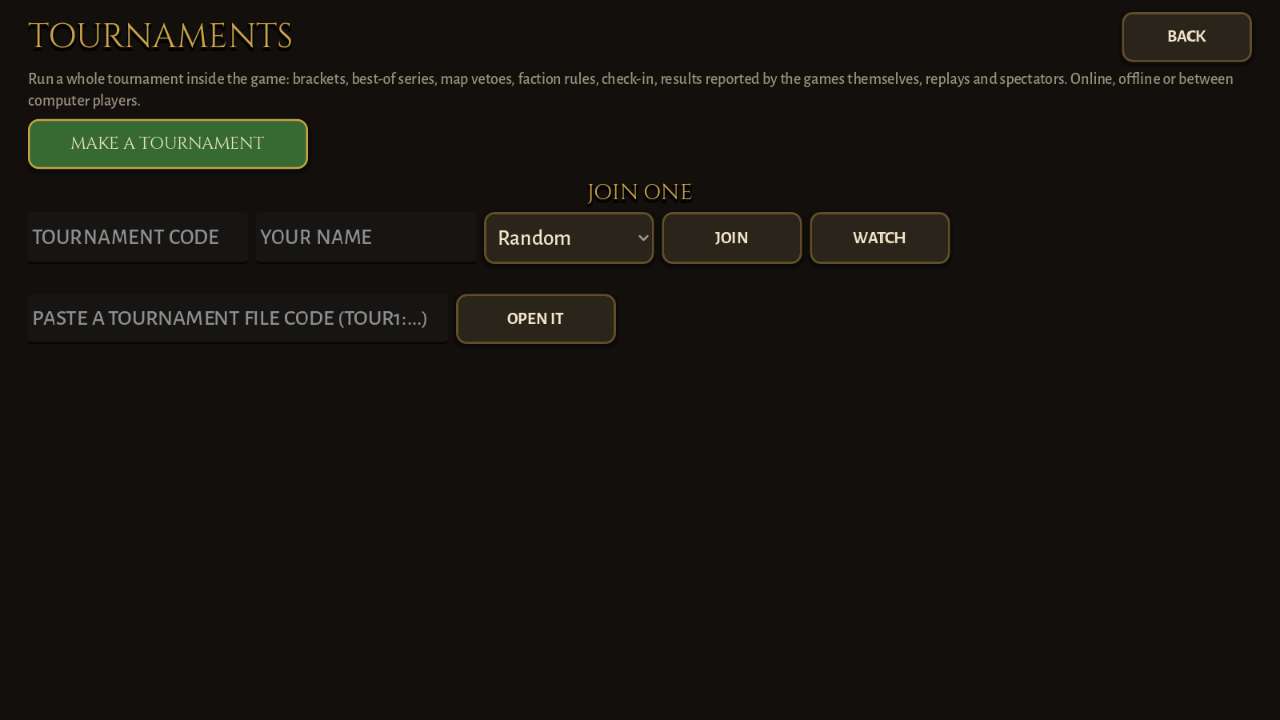 TOURNAMENTS
BACK
Run a whole tournament inside the game: brackets, best-of series, map vetoes, faction rules, check-in, results reported by the games themselves, replays and spectators. Online, offline or between
computer players.
MAKE A TOURNAMENT
JOIN ONE
TOURNAMENT CODE YOUR NAME Random JOIN WATCH
PASTE A TOURNAMENT FILE CODE (TOUR1:...) OPEN IT